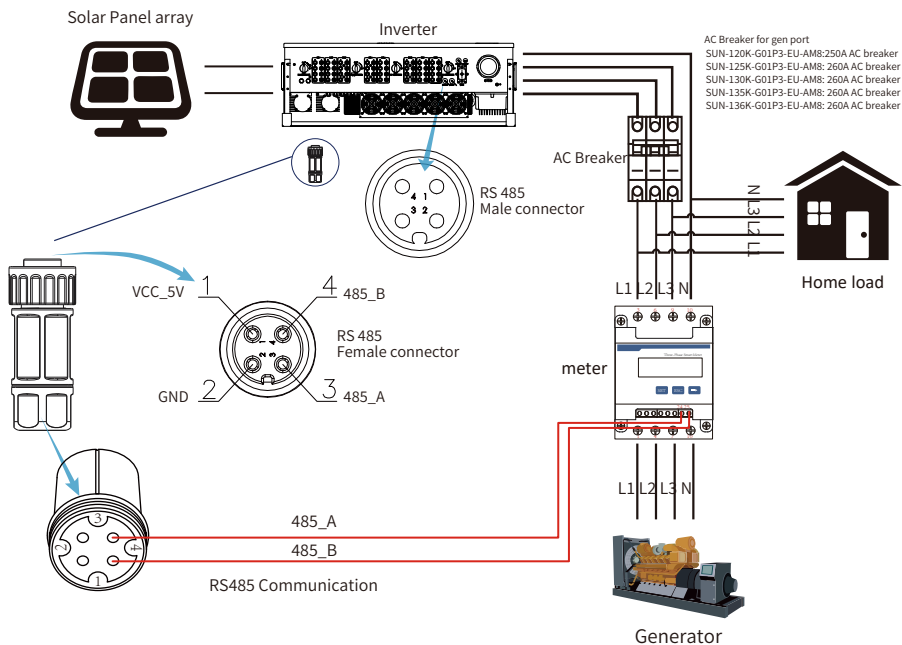 Solar Panel array
Inverter
AC Breaker for gen port
SUN-120K-G01P3-EU-AM8:250A AC breaker
SUN-125K-G01P3-EU-AM8: 260A AC breaker
SUN-130K-G01P3-EU-AM8: 260A AC breaker
SUN-135K-G01P3-EU-AM8: 260A AC breaker
SUN-136K-G01P3-EU-AM8: 260A AC breaker
AC Breaker
4 1
3 2
RS 485
Male connector
N
L3
L2
L1
Home load
1
VCC_5V
4
485_B
1 4
2 3
RS 485
Female connector
2
GND
3
485_A
L1 L2 L3 N
meter
L1 L2 L3 N
3
2
4
1
485_A
485_B
RS485 Communication
Generator